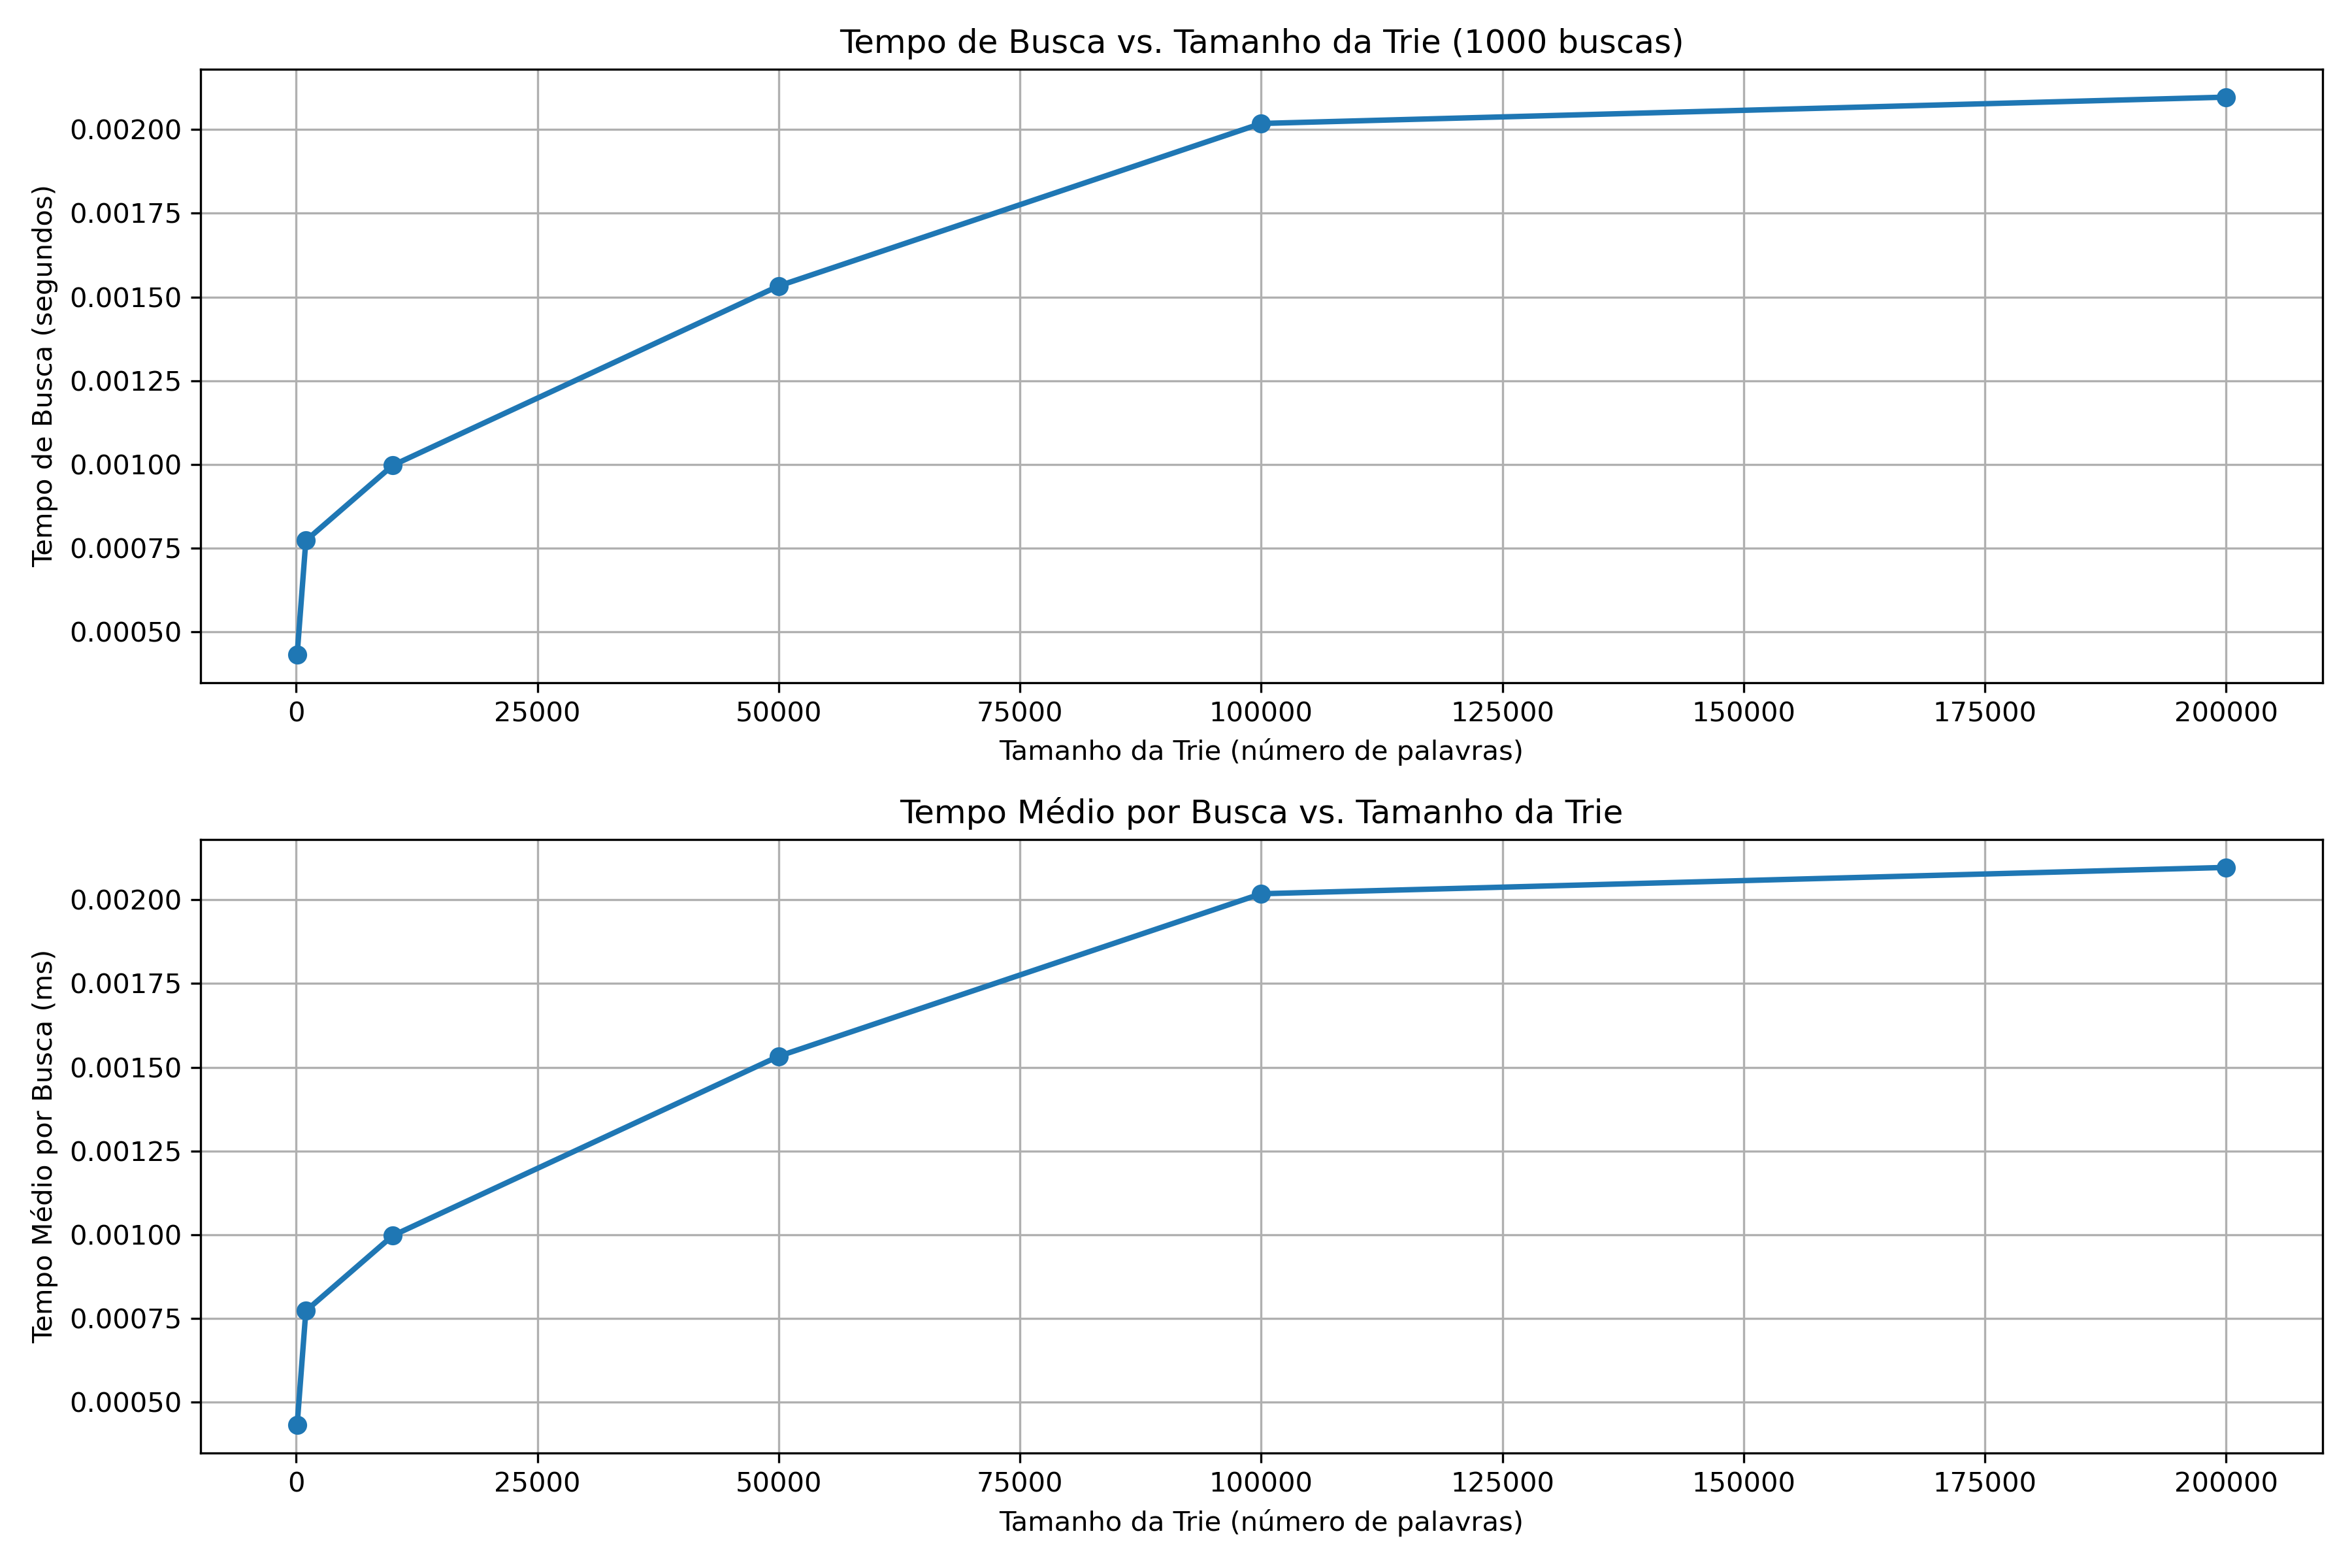 Tempo de Busca vs. Tamanho da Trie (1000 buscas)
Tempo de Busca (segundos)
0.00200
0.00175
0.00150
0.00125
0.00100
0.00075
0.00050
0 25000 50000 75000 100000 125000 150000 175000 200000
Tamanho da Trie (número de palavras)
Tempo Médio por Busca vs. Tamanho da Trie
Tempo Médio por Busca (ms)
0.00200
0.00175
0.00150
0.00125
0.00100
0.00075
0.00050
0 25000 50000 75000 100000 125000 150000 175000 200000
Tamanho da Trie (número de palavras)